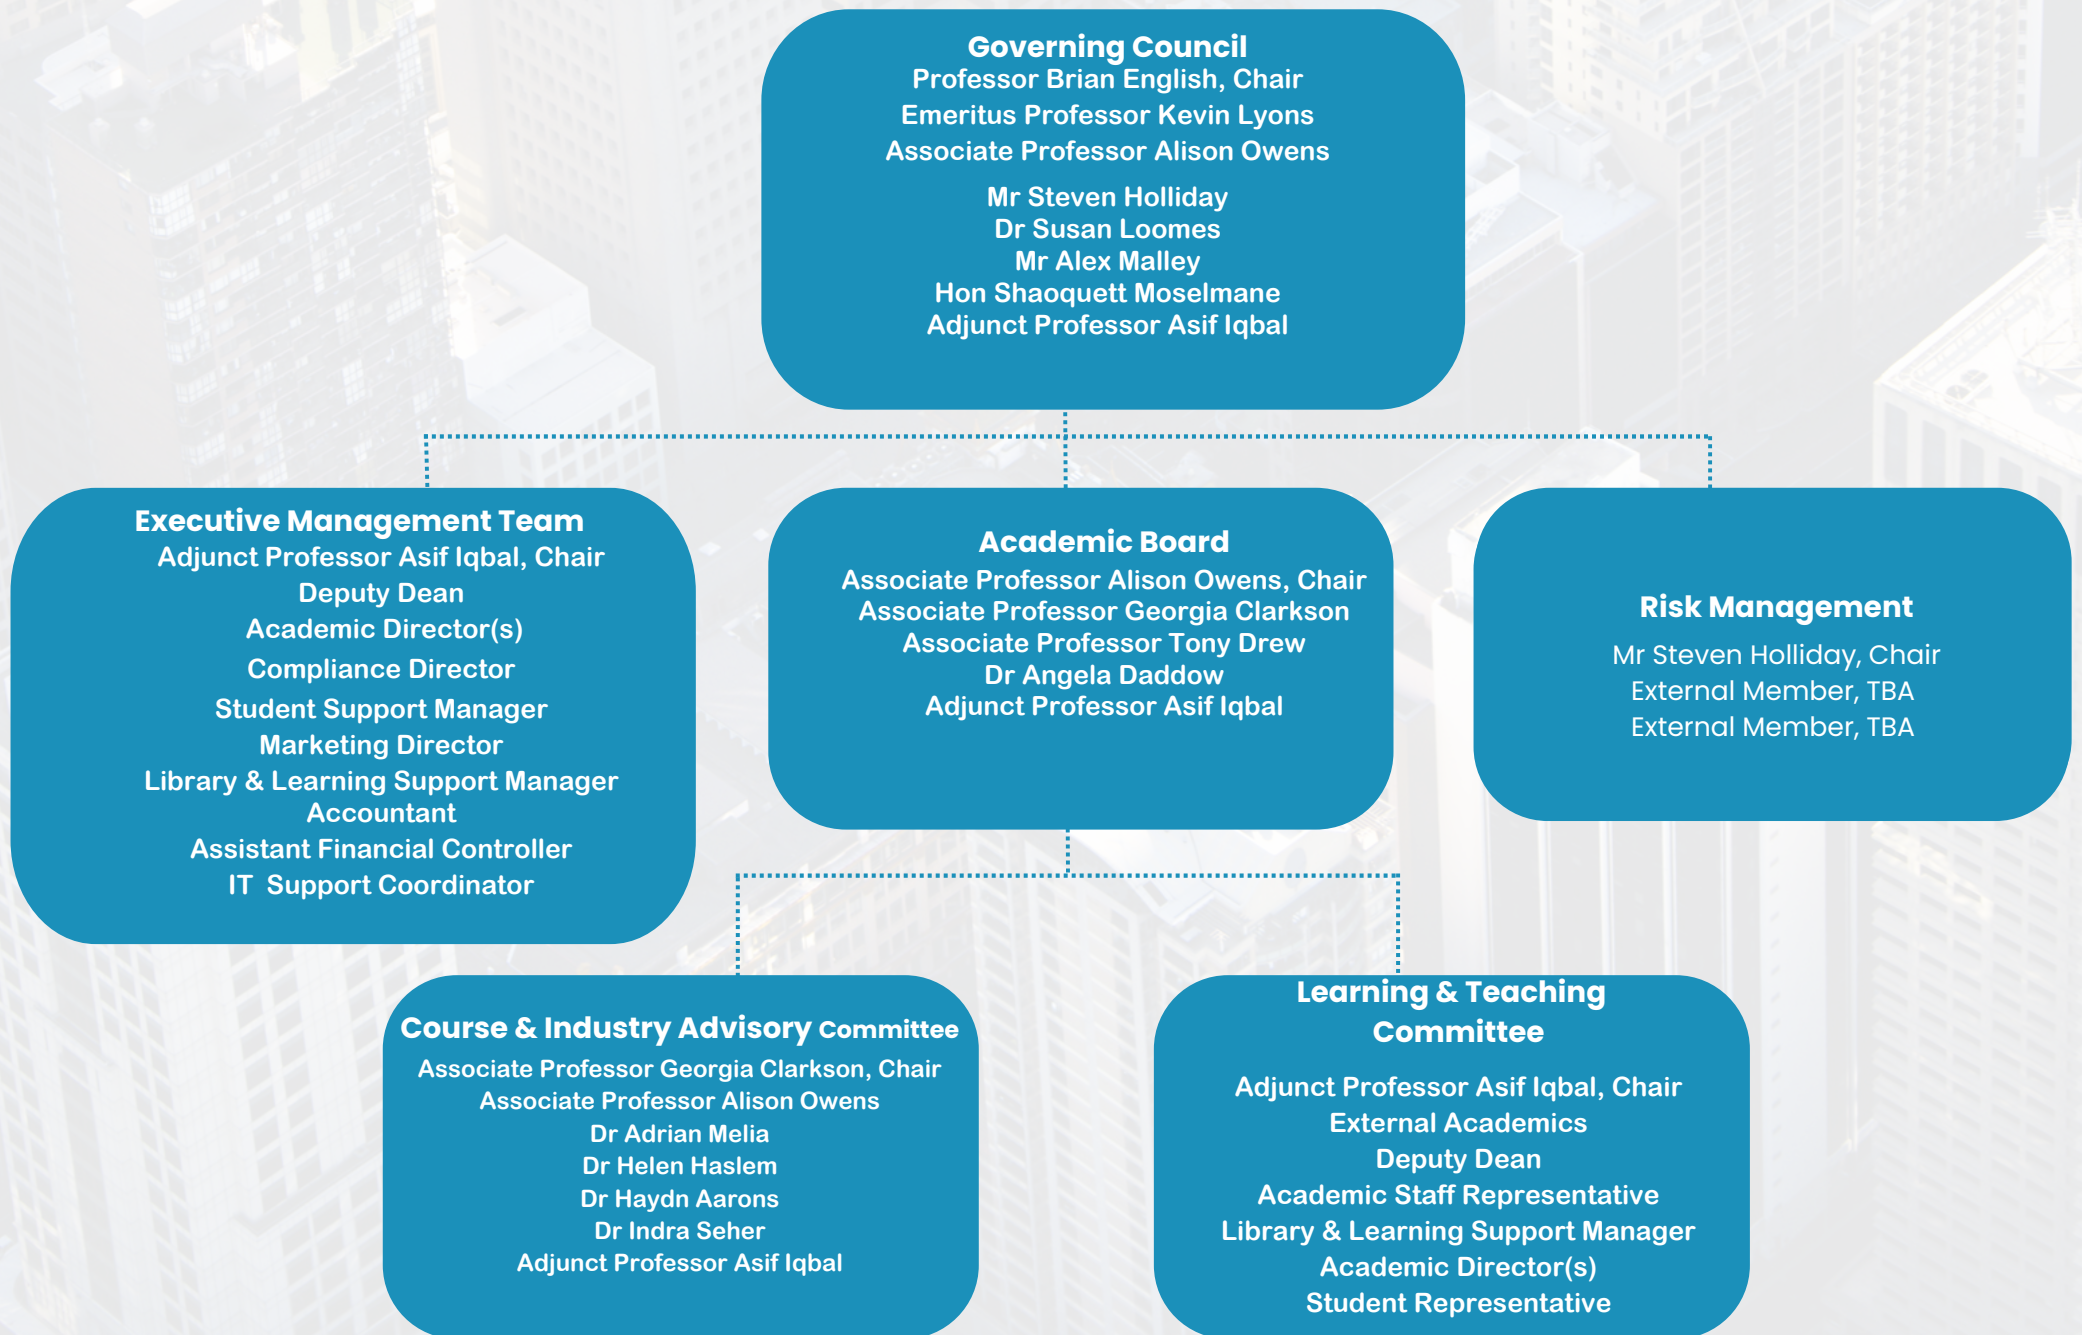 Governing Council
Professor Brian English, Chair
Emeritus Professor Kevin Lyons
Associate Professor Alison Owens
Mr Steven Holliday
Dr Susan Loomes
Mr Alex Malley
Hon Shaoquett Moselmane
Adjunct Professor Asif Iqbal
Executive Management Team
Adjunct Professor Asif Iqbal, Chair
Deputy Dean
Academic Director(s)
Compliance Director
Student Support Manager
Marketing Director
Library & Learning Support Manager
Accountant
Assistant Financial Controller
IT Support Coordinator
Academic Board
Associate Professor Alison Owens, Chair
Associate Professor Georgia Clarkson
Associate Professor Tony Drew
Dr Angela Daddow
Adjunct Professor Asif Iqbal
Risk Management
Mr Steven Holliday, Chair
External Member, TBA
External Member, TBA
Course & Industry Advisory Committee
Associate Professor Georgia Clarkson, Chair
Associate Professor Alison Owens
Dr Adrian Melia
Dr Helen Haslem
Dr Haydn Aarons
Dr Indra Seher
Adjunct Professor Asif Iqbal
Learning & Teaching
Committee
Adjunct Professor Asif Iqbal, Chair
External Academics
Deputy Dean
Academic Staff Representative
Library & Learning Support Manager
Academic Director(s)
Student Representative